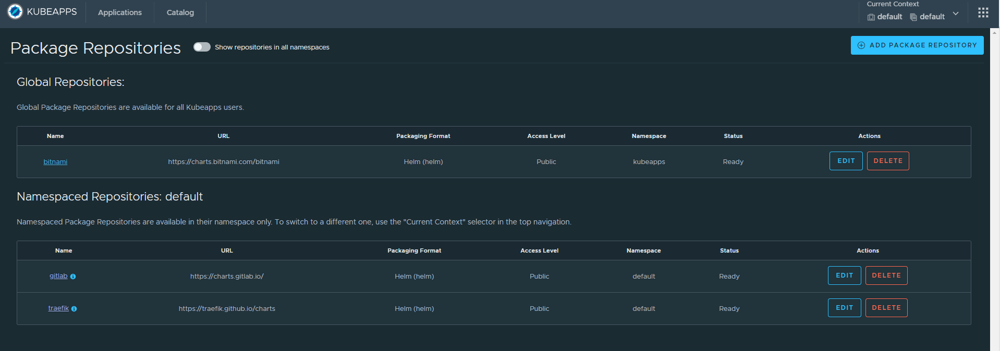 KUBEAPPS Applications Catalog Current Context
default default
Package Repositories Show repositories in all namespaces ADD PACKAGE REPOSITORY
Global Repositories:
Global Package Repositories are available for all Kubeapps users.
Name URL Packaging Format Access Level Namespace Status Actions
bitnami https://charts.bitnami.com/bitnami Helm (helm) Public kubeapps Ready EDIT DELETE
Namespaced Repositories: default
Namespaced Package Repositories are available in their namespace only. To switch to a different one, use the "Current Context" selector in the top navigation.
Name URL Packaging Format Access Level Namespace Status Actions
gitlab https://charts.gitlab.io/ Helm (helm) Public default Ready EDIT DELETE
traefik https://traefik.github.io/charts Helm (helm) Public default Ready EDIT DELETE